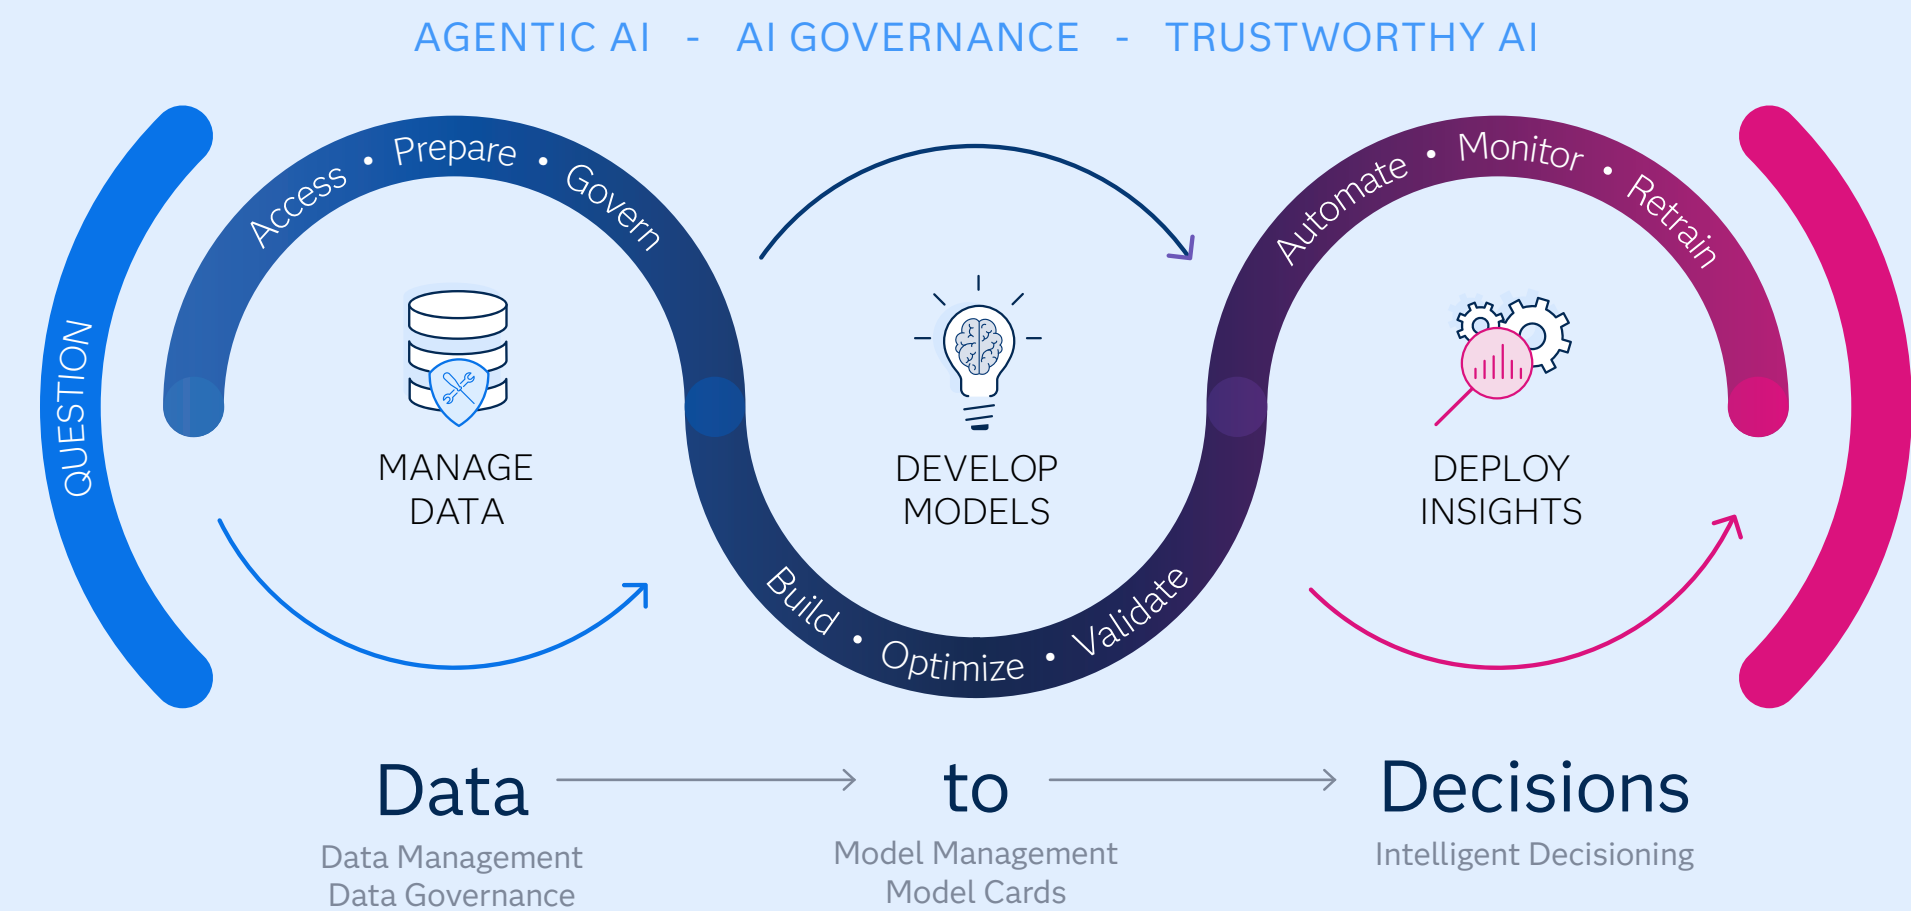 AGENTIC AI - AI GOVERNANCE - TRUSTWORTHY AI
QUESTION
Access • Prepare • Govern
MANAGE
DATA
Build • Optimize • Validate
DEVELOP
MODELS
Automate • Monitor • Retrain
DEPLOY
INSIGHTS
Data to Decisions
Data Management
Data Governance
Model Management
Model Cards
Intelligent Decisioning